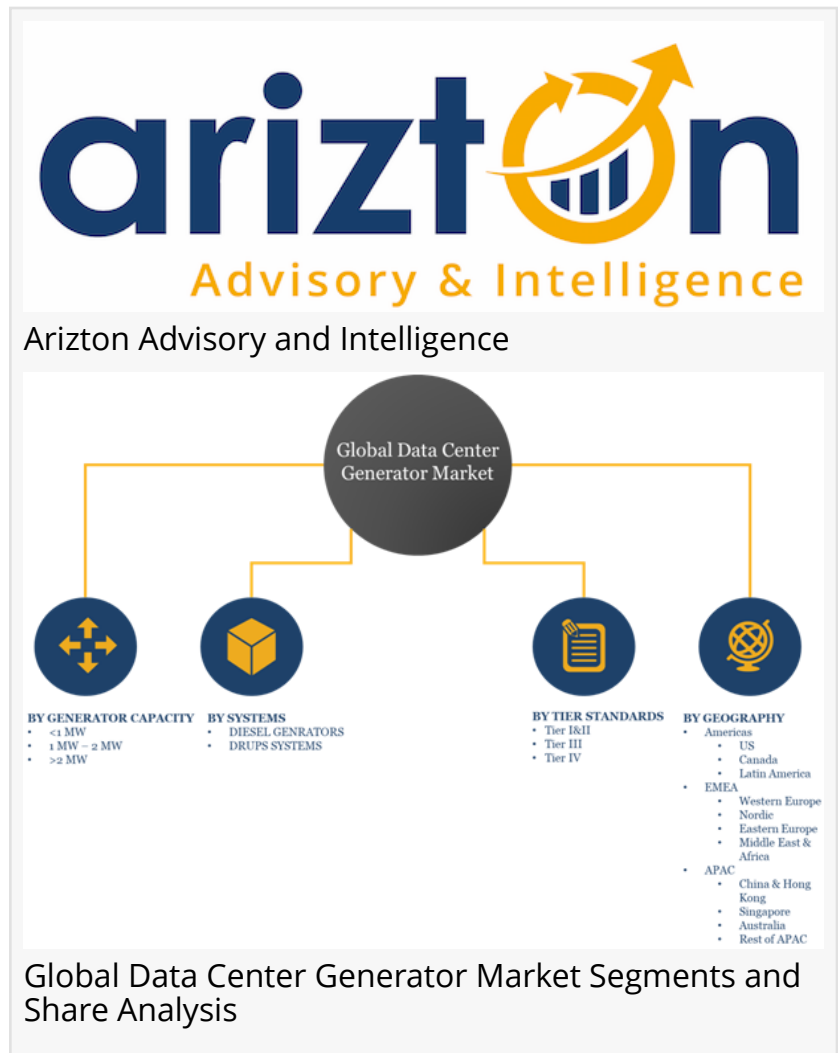 arizton
Advisory & Intelligence
Arizton Advisory and Intelligence
Global Data Center
Generator Market
BY GENERATOR CAPACITY
• <1 MW
• 1 MW – 2 MW
• >2 MW
BY SYSTEMS
• DIESEL GENRATORS
• DRUPS SYSTEMS
BY TIER STANDARDS
• Tier I&II
• Tier III
• Tier IV
BY GEOGRAPHY
• Americas
• US
• Canada
• Latin America
• EMEA
• Western Europe
• Nordic
• Eastern Europe
• Middle East &
Africa
• APAC
• China & Hong
Kong
• Singapore
• Australia
• Rest of APAC
Global Data Center Generator Market Segments and
Share Analysis